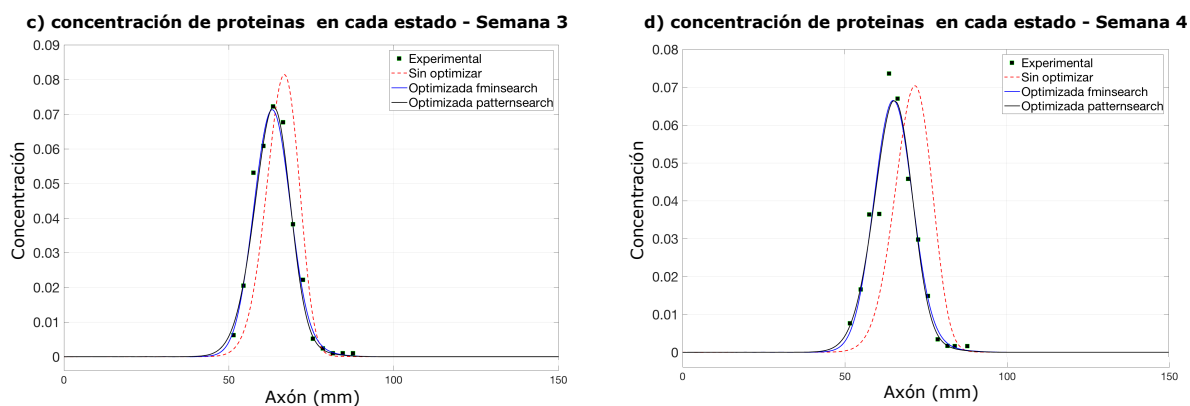 c) concentración de proteinas en cada estado - Semana 3
0.09
0.08
0.07
0.06
0.05
0.04
0.03
0.02
0.01
0
Concentración
Experimental
Sin optimizar
Optimizada fminsearch
Optimizada patternsearch
0
50
100
150
Axón (mm)
d) concentración de proteinas en cada estado - Semana 4
0.08
0.07
0.06
0.05
0.04
0.03
0.02
0.01
0
Concentración
Experimental
Sin optimizar
Optimizada fminsearch
Optimizada patternsearch
0
50
100
150
Axón (mm)